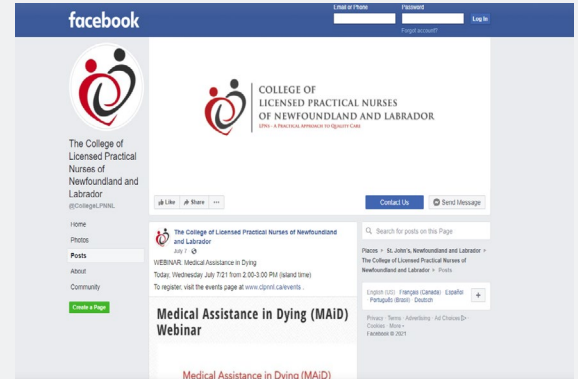 facebook
Email or Phone
Password
Log In
Forgot account?
COLLEGE OF
LICENSED PRACTICAL NURSES
OF NEWFOUNDLAND AND LABRADOR
LPNs - A PRACTICAL APPROACH TO QUALITY CARE
The College of
Licensed Practical
Nurses of
Newfoundland and
Labrador
@CollegeLPNNL
Home
Photos
Posts
About
Community
Create a Page
Like
Share
Contact Us
Send Message
The College of Licensed Practical Nurses of Newfoundland
and Labrador
July 7
WEBINAR: Medical Assistance in Dying
Today, Wednesday July 7/21 from 2:00-3:00 PM (Island time)
To register, visit the events page at www.clpnnl.ca/events .
Medical Assistance in Dying (MAiD)
Webinar
Medical Assistance in Dying (MAiD)
Search for posts on this Page
Places > St. John's, Newfoundland and Labrador >
The College of Licensed Practical Nurses of
Newfoundland and Labrador > Posts
English (US) · Français (Canada) · Español
Português (Brasil) · Deutsch
Privacy · Terms · Advertising · Ad Choices ·
Cookies · More
Facebook © 2021